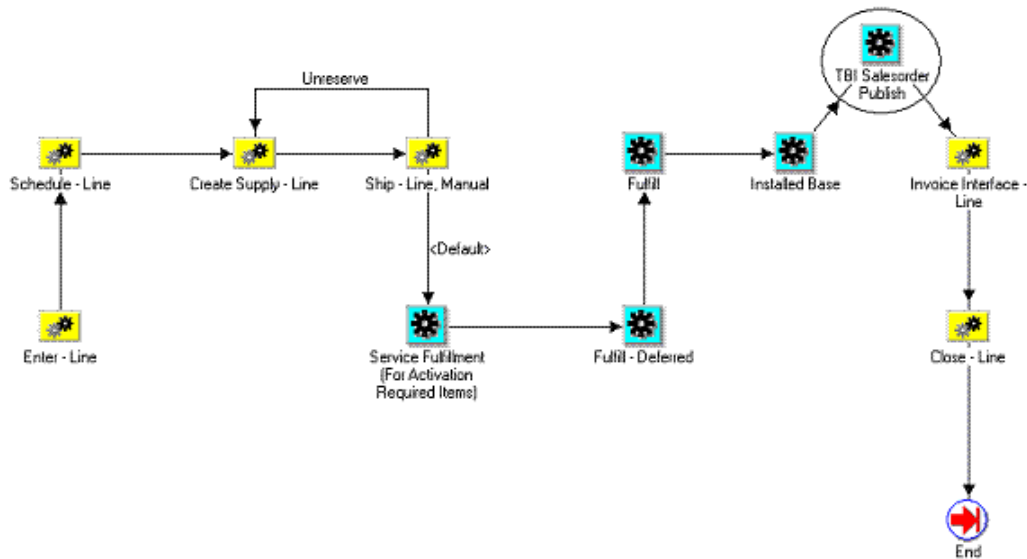 Unreserve
TBI Salesorder
Publish
Schedule - Line
Create Supply - Line
Ship - Line, Manual
Fulfill
Installed Base
Invoice Interface -
Line
<Default>
Enter - Line
Service Fulfillment
(For Activation
Required Items)
Fulfill - Deferred
Close - Line
End